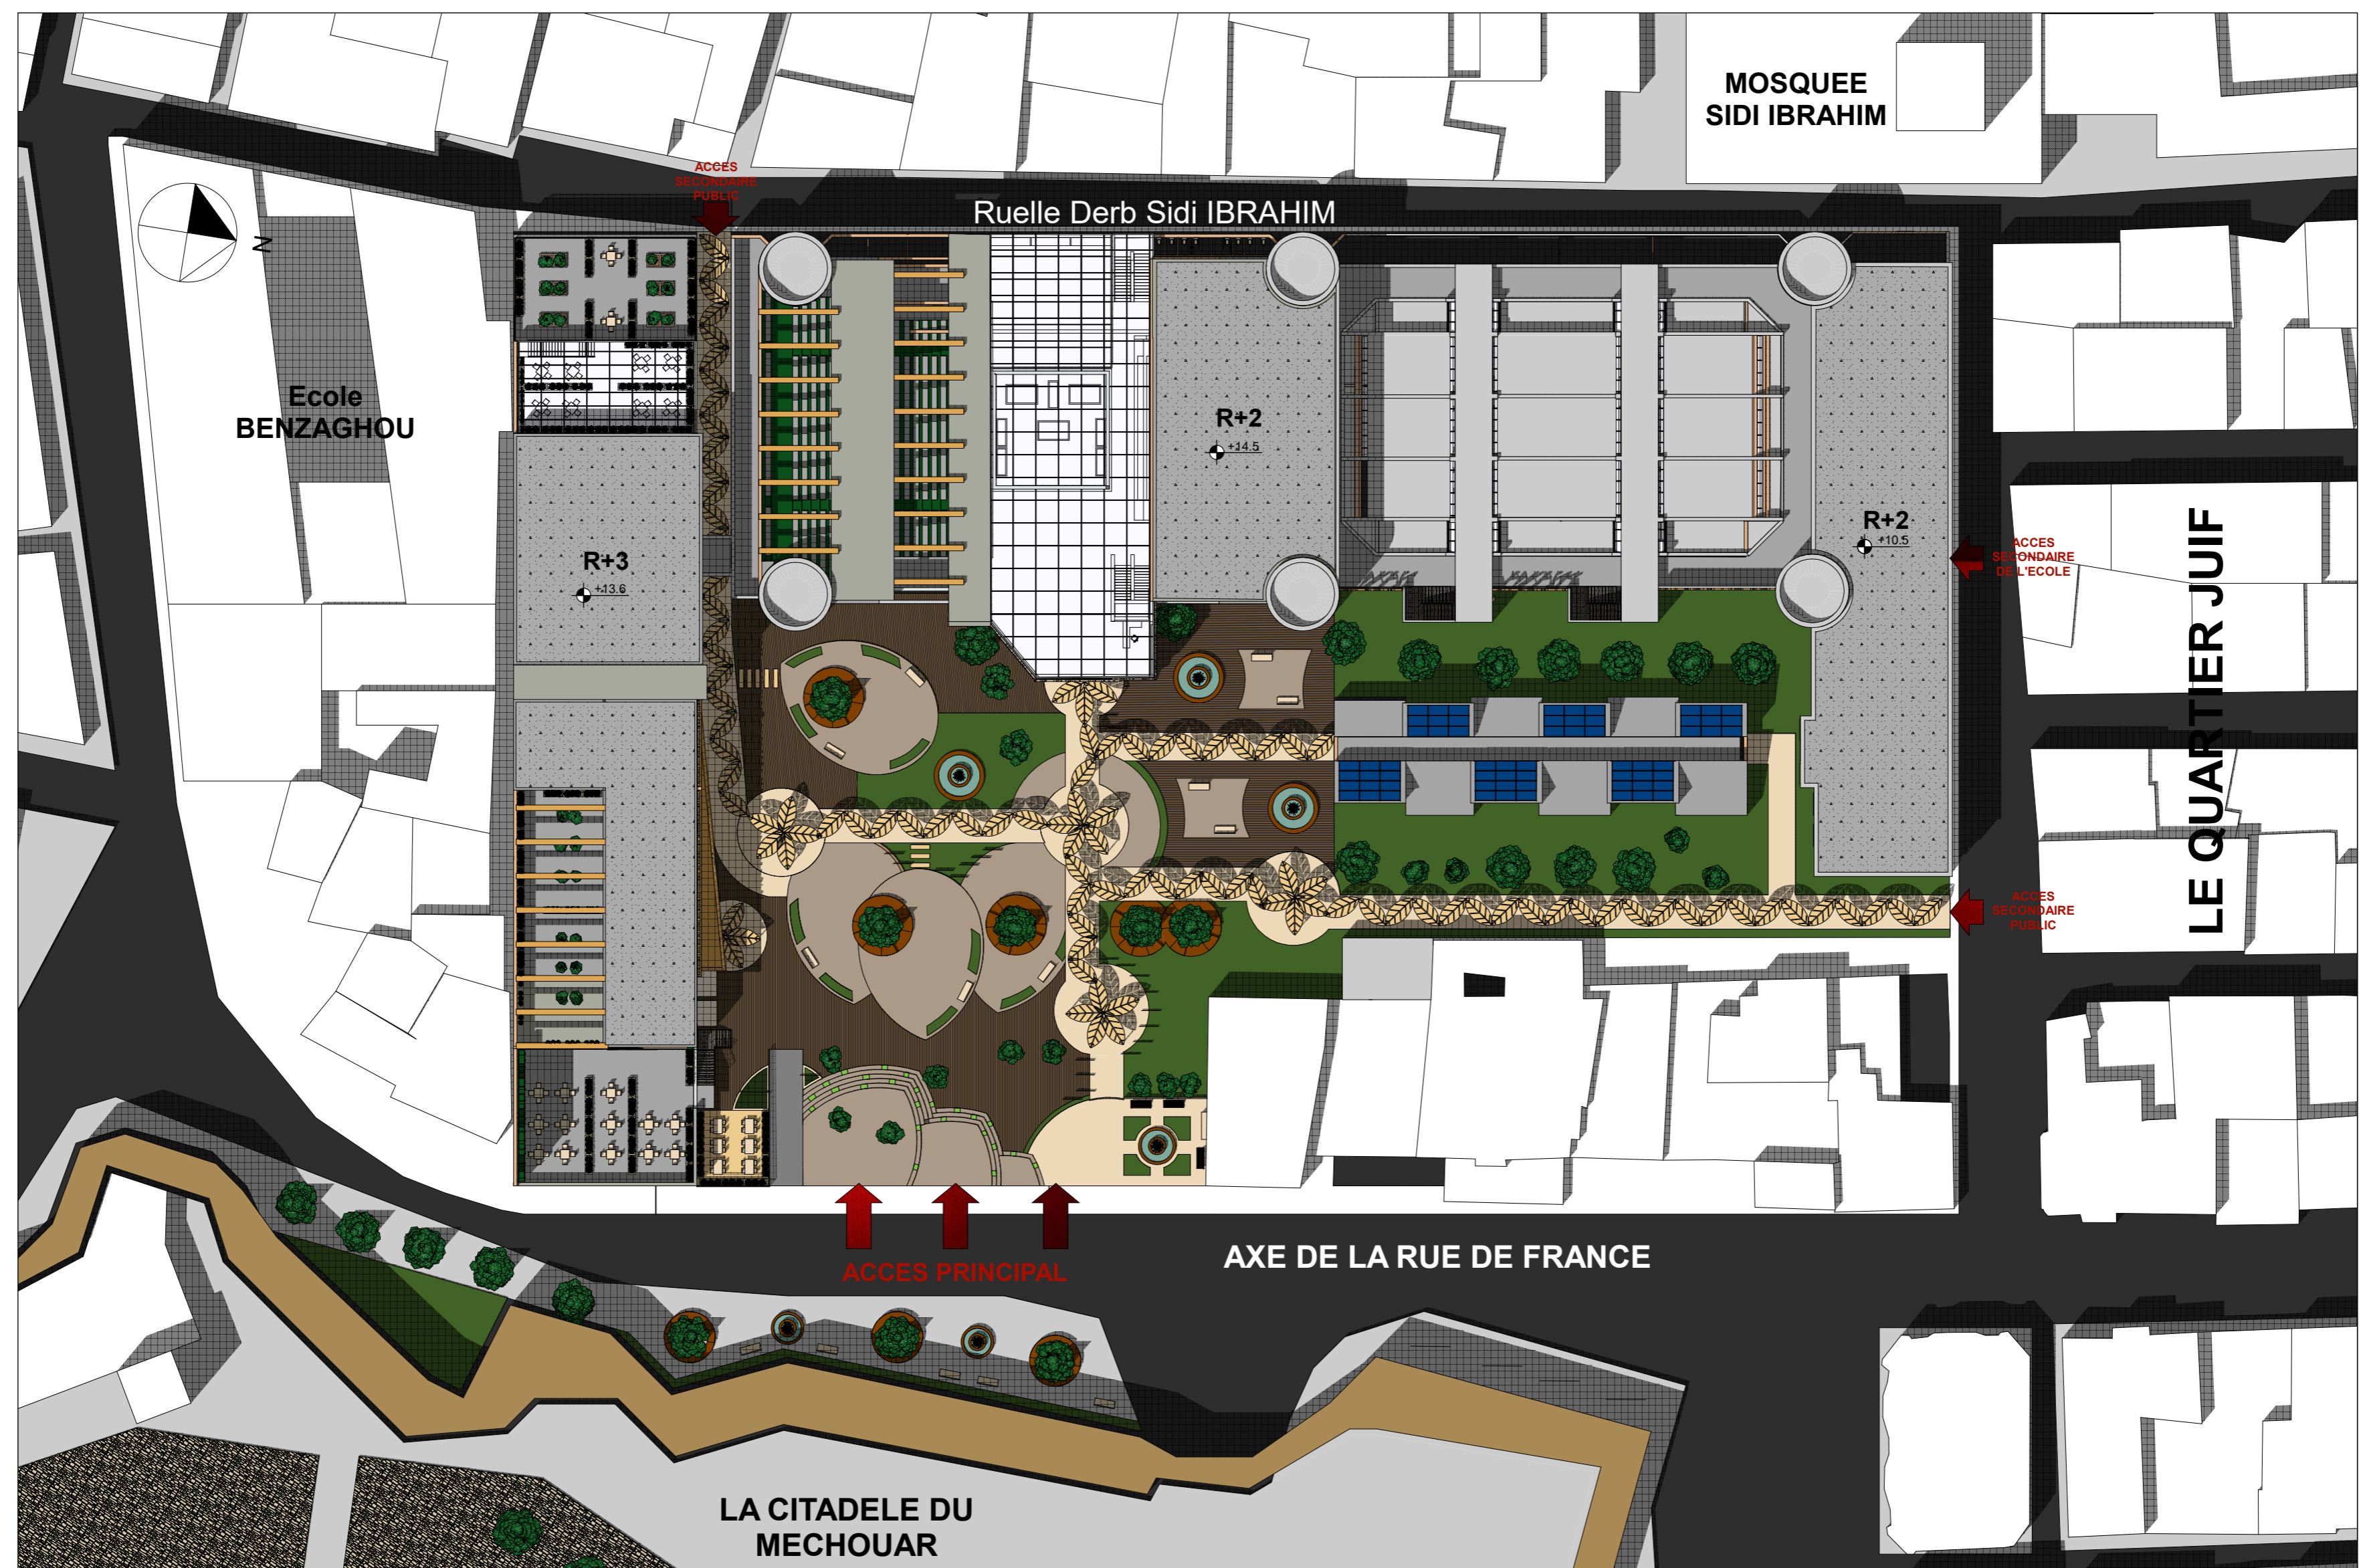 MOSQUEE
SIDI IBRAHIM
ACCES
SECONDAIRE
PUBLIC
Ruelle Derb Sidi IBRAHIM
N
Ecole
BENZAGHOU
R+2
+14.5
R+2
+10.5
R+3
+13.6
ACCES
SECONDAIRE
DE L'ECOLE
LE QUARTIER JUIF
ACCES
SECONDAIRE
PUBLIC
ACCES PRINCIPAL
AXE DE LA RUE DE FRANCE
LA CITADELE DU
MECHOUAR